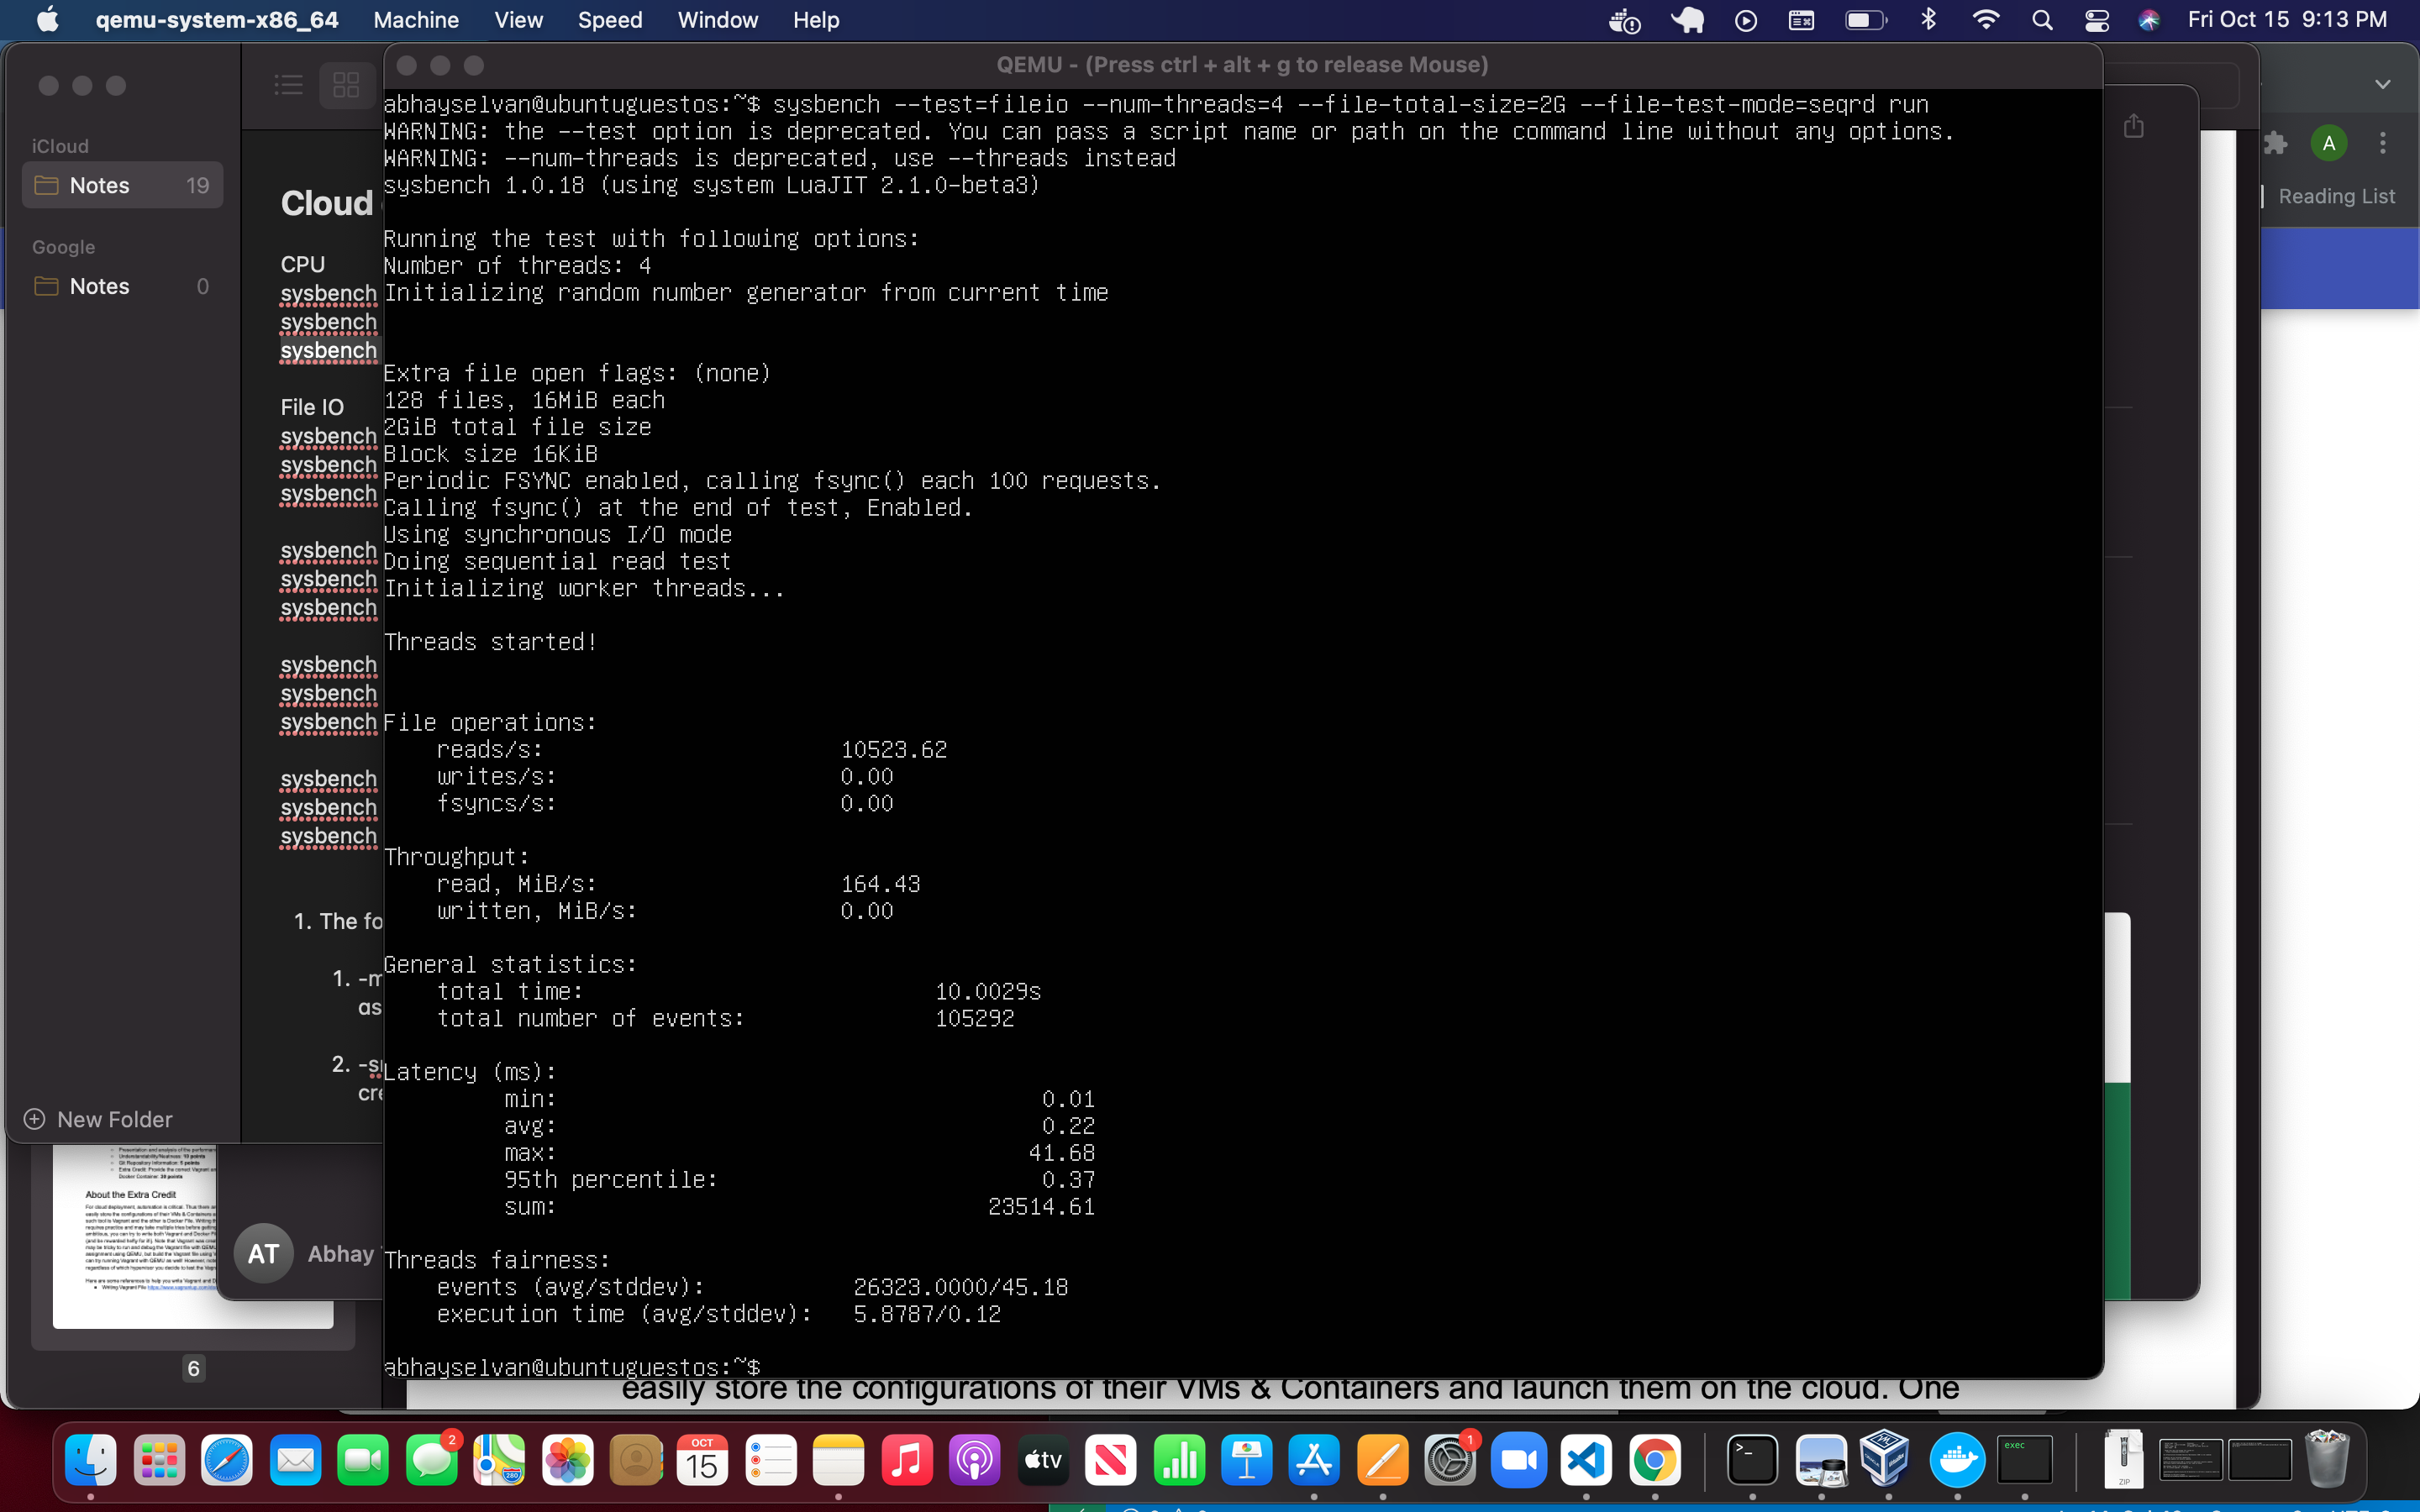 qemu-system-x86_64 Machine View Speed Window Help
Fri Oct 15 9:13 PM
QEMU - (Press ctrl + alt + g to release Mouse)
iCloud
Notes 19
Google
Notes 0
New Folder
Cloud
CPU
sysbench
sysbench
sysbench
File IO
sysbench
sysbench
sysbench
sysbench
sysbench
sysbench
sysbench
sysbench
sysbench
sysbench
sysbench
sysbench
1. The fo
1. -m
as
2. -s
cre
abhayselvan@ubuntuguestos:~$ sysbench --test=fileio --num-threads=4 --file-total-size=2G --file-test-mode=seqrd run
WARNING: the --test option is deprecated. You can pass a script name or path on the command line without any options.
WARNING: --num-threads is deprecated, use --threads instead
sysbench 1.0.18 (using system LuaJIT 2.1.0-beta3)
Running the test with following options:
Number of threads: 4
Initializing random number generator from current time
Extra file open flags: (none)
128 files, 16MiB each
2GiB total file size
Block size 16KiB
Periodic FSYNC enabled, calling fsync() each 100 requests.
Calling fsync() at the end of test, Enabled.
Using synchronous I/O mode
Doing sequential read test
Initializing worker threads...
Threads started!
File operations:
reads/s: 10523.62
writes/s: 0.00
fsyncs/s: 0.00
Throughput:
read, MiB/s: 164.43
written, MiB/s: 0.00
General statistics:
total time: 10.0029s
total number of events: 105292
Latency (ms):
min: 0.01
avg: 0.22
max: 41.68
95th percentile: 0.37
sum: 23514.61
Threads fairness:
events (avg/stddev): 26323.0000/45.18
execution time (avg/stddev): 5.8787/0.12
abhayselvan@ubuntuguestos:~$
A
Reading List
About the Extra Credit
AT Abhay
6
easily store the configurations of their VMs & Containers and launch them on the cloud. One
2
280
OCT
15
tv
1
>_
exec
ZIP